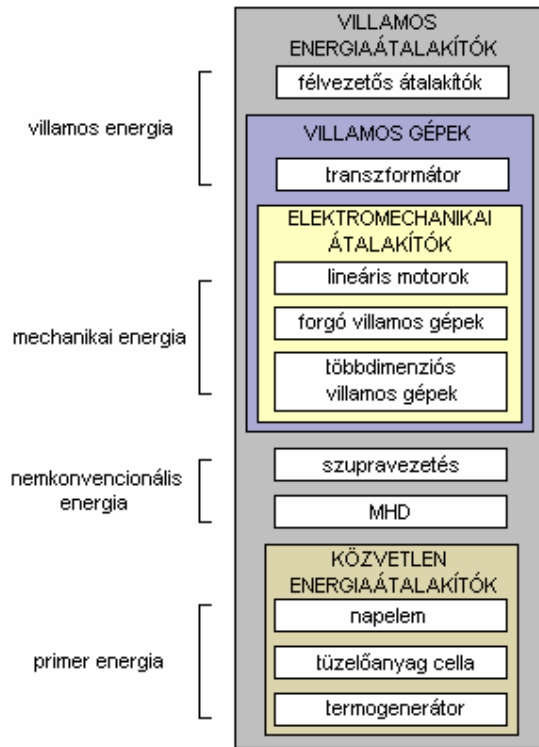 VILLAMOS
ENERGIAÁTALAKÍTÓK
félvezetős átalakítók
villamos energia
VILLAMOS GÉPEK
transzformátor
ELEKTROMECHANIKAI
ÁTALAKÍTÓK
lineáris motorok
forgó villamos gépek
mechanikai energia
többdimenziós
villamos gépek
szupravezetés
nemkonvencionális
energia
MHD
KÖZVETLEN
ENERGIAÁTALAKÍTÓK
napelem
primer energia
tüzelőanyag cella
termogenerátor